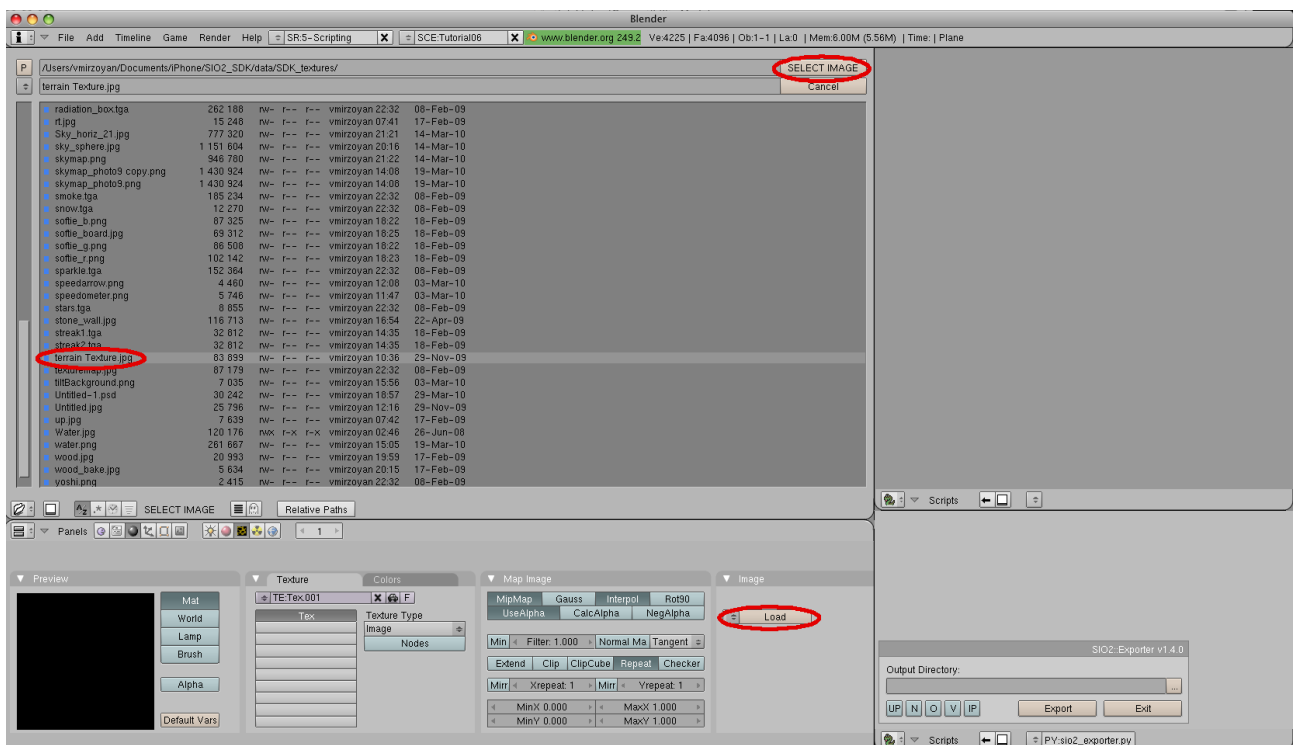 Blender
File Add Timeline Game Render Help SR:5-Scripting X SCE:Tutorial06 X www.blender.org 249.2 Ve:4225 | Fa:4096 | Ob:1-1 | La:0 | Mem:6.00M (5.56M) | Time: | Plane
P /Users/vmirzoyan/Documents/iPhone/SIO2_SDK/data/SDK_textures/ SELECT IMAGE
terrain Texture.jpg Cancel
radiation_box.tga 262 188 rw- r-- r-- vmirzoyan 22:32 08-Feb-09
rt.jpg 15 248 rw- r-- r-- vmirzoyan 07:41 17-Feb-09
Sky_horiz_21.jpg 777 320 rw- r-- r-- vmirzoyan 21:21 14-Mar-10
sky_sphere.jpg 1 151 604 rw- r-- r-- vmirzoyan 20:16 14-Mar-10
skymap.png 946 780 rw- r-- r-- vmirzoyan 21:22 14-Mar-10
skymap_photo9 copy.png 1 430 924 rw- r-- r-- vmirzoyan 14:08 19-Mar-10
skymap_photo9.png 1 430 924 rw- r-- r-- vmirzoyan 14:08 19-Mar-10
smoke.tga 185 234 rw- r-- r-- vmirzoyan 22:32 08-Feb-09
snow.tga 12 270 rw- r-- r-- vmirzoyan 22:32 08-Feb-09
softie_b.png 87 325 rw- r-- r-- vmirzoyan 18:22 18-Feb-09
softie_board.jpg 69 312 rw- r-- r-- vmirzoyan 18:25 18-Feb-09
softie_g.png 86 508 rw- r-- r-- vmirzoyan 18:22 18-Feb-09
softie_r.png 102 142 rw- r-- r-- vmirzoyan 18:23 18-Feb-09
sparkle.tga 152 364 rw- r-- r-- vmirzoyan 22:32 08-Feb-09
speedarrow.png 4 460 rw- r-- r-- vmirzoyan 12:08 03-Mar-10
speedometer.png 5 746 rw- r-- r-- vmirzoyan 11:47 03-Mar-10
stars.tga 8 855 rw- r-- r-- vmirzoyan 22:32 08-Feb-09
stone_wall.jpg 116 713 rw- r-- r-- vmirzoyan 16:54 22-Apr-09
streak1.tga 32 812 rw- r-- r-- vmirzoyan 14:35 18-Feb-09
streak2.tga 32 812 rw- r-- r-- vmirzoyan 14:35 18-Feb-09
terrain Texture.jpg 83 899 rw- r-- r-- vmirzoyan 10:36 29-Nov-09
texturemap.jpg 87 179 rw- r-- r-- vmirzoyan 22:32 08-Feb-09
tiltBackground.png 7 035 rw- r-- r-- vmirzoyan 15:56 03-Mar-10
Untitled-1.psd 30 242 rw- r-- r-- vmirzoyan 18:57 29-Mar-10
Untitled.jpg 25 796 rw- r-- r-- vmirzoyan 12:16 29-Nov-09
up.jpg 7 639 rw- r-- r-- vmirzoyan 07:42 17-Feb-09
Water.jpg 120 176 rwx r-x r-x vmirzoyan 02:46 26-Jun-08
water.png 261 667 rw- r-- r-- vmirzoyan 15:05 19-Mar-10
wood.jpg 20 993 rw- r-- r-- vmirzoyan 19:59 17-Feb-09
wood_bake.jpg 5 634 rw- r-- r-- vmirzoyan 20:15 17-Feb-09
yoshi.png 2 415 rw- r-- r-- vmirzoyan 22:32 08-Feb-09
SELECT IMAGE Relative Paths
Scripts
Panels 1
Preview
Mat
World
Lamp
Brush
Alpha
Default Vars
Texture Colors
TE:Tex.001 X F
Tex Texture Type
Image
Nodes
Map Image
MipMap Gauss Interpol Rot90
UseAlpha CalcAlpha NegAlpha
Min Filter: 1.000 Normal Ma Tangent
Extend Clip ClipCube Repeat Checker
Mirr Xrepeat: 1 Mirr Yrepeat: 1
MinX 0.000 MaxX 1.000
MinY 0.000 MaxY 1.000
Image
Load
SIO2::Exporter v1.4.0
Output Directory:
...
UP N O V IP Export Exit
Scripts PY:sio2_exporter.py